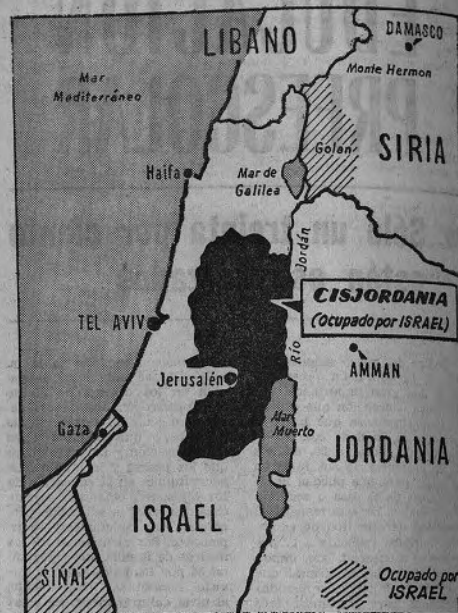 LIBANO
DAMASCO
Monte Hermon
Mar
Mediterráneo
SIRIA
Golan
Haifa
Mar de
Galilea
Jordán
CISJORDANIA
(Ocupado por ISRAEL)
TEL AVIV
Río
AMMAN
Jerusalén
Gaza
Mar
Muerto
JORDANIA
ISRAEL
SINAI
Ocupado por
ISRAEL